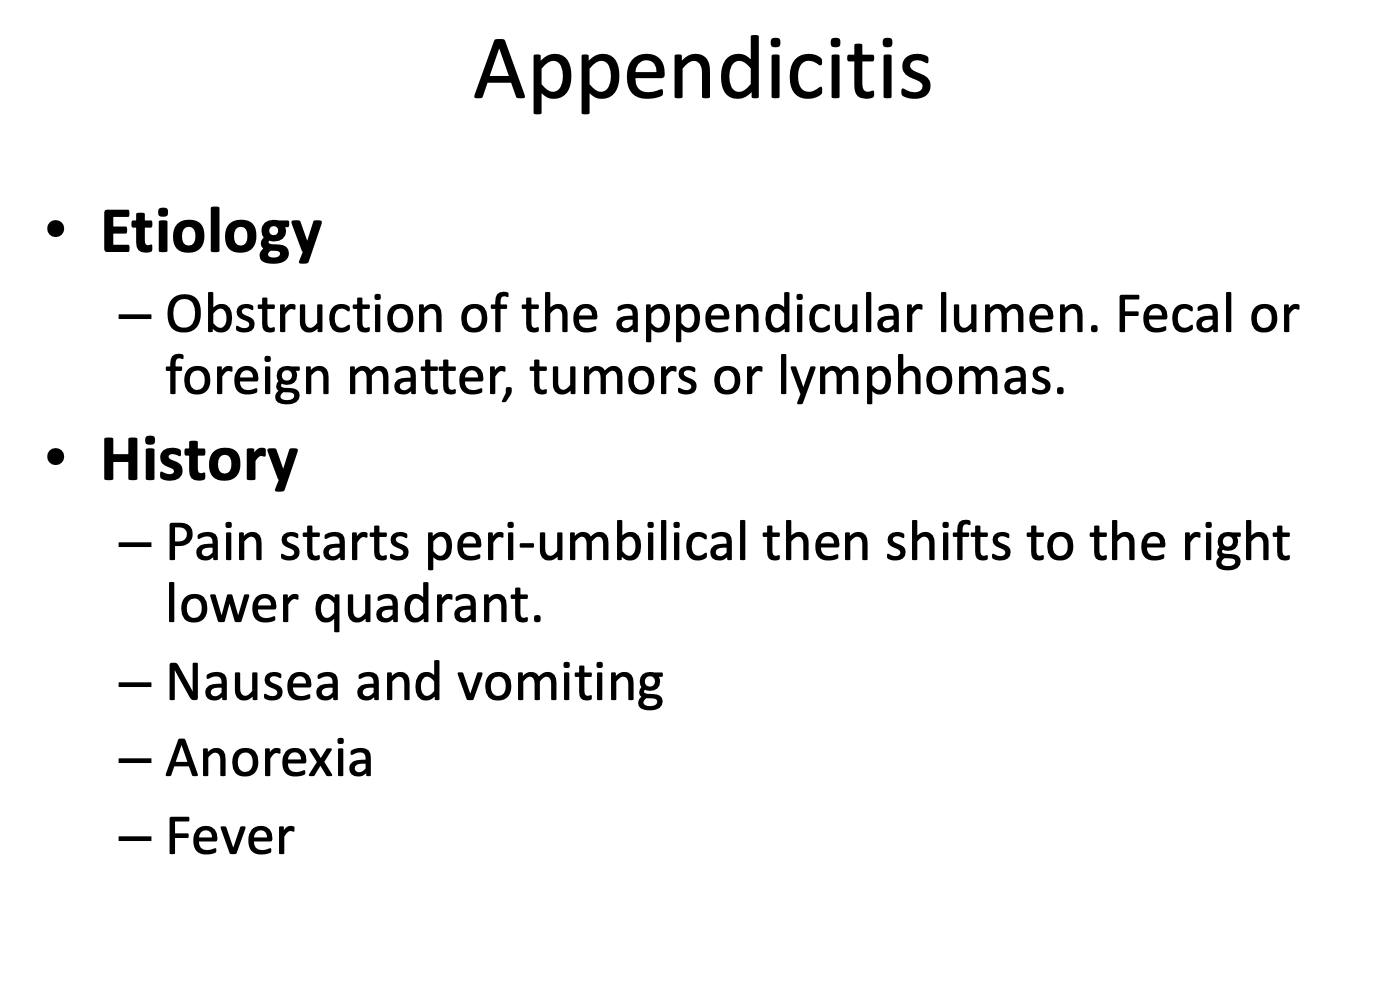 Appendicitis
• Etiology
– Obstruction of the appendicular lumen. Fecal or
foreign matter, tumors or lymphomas.
• History
– Pain starts peri-umbilical then shifts to the right
lower quadrant.
– Nausea and vomiting
– Anorexia
– Fever